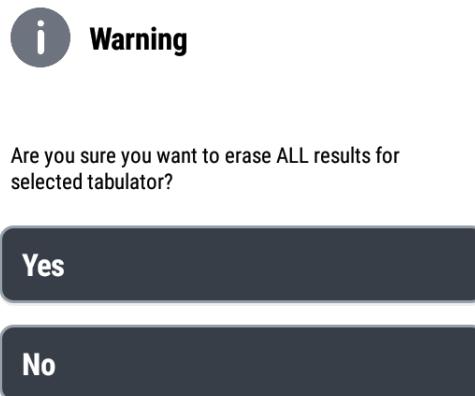 Warning
Are you sure you want to erase ALL results for
selected tabulator?
Yes
No